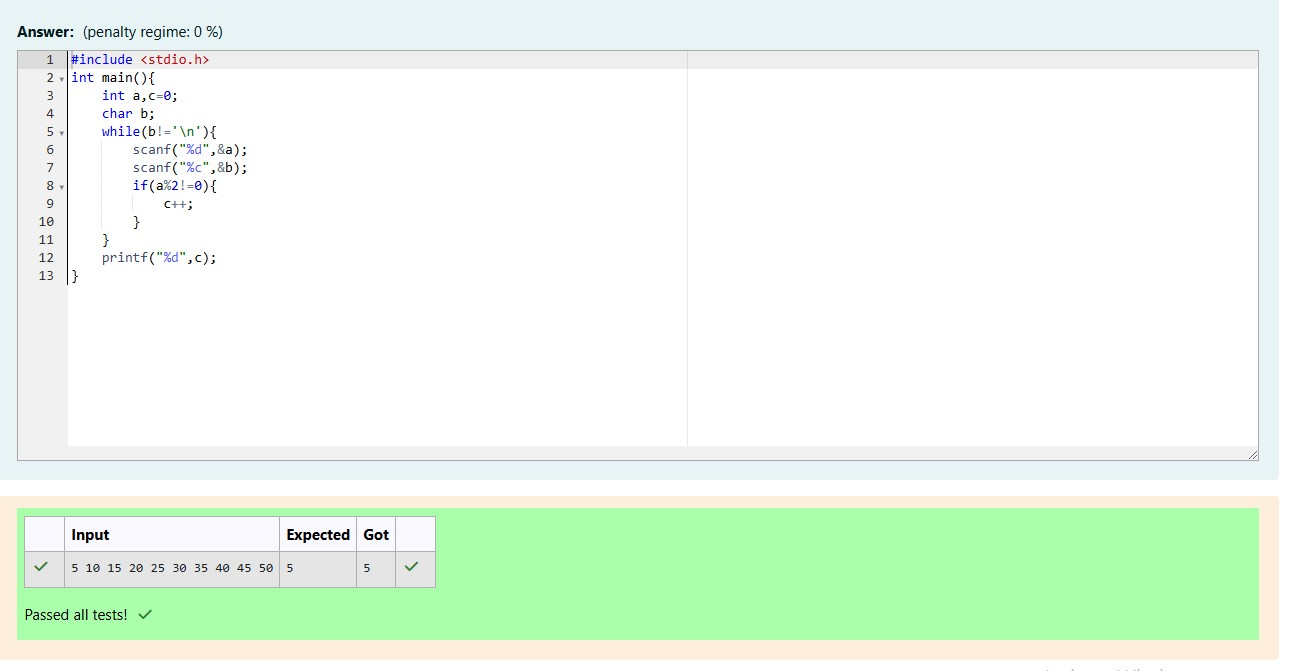 Answer: (penalty regime: 0 %)
1 #include <stdio.h>
2 int main(){
3 int a,c=0;
4 char b;
5 while(b!='\n'){
6 scanf("%d",&a);
7 scanf("%c",&b);
8 if(a%2!=0){
9 c++;
10 }
11 }
12 printf("%d",c);
13 }
Input Expected Got
5 10 15 20 25 30 35 40 45 50 5 5
Passed all tests!